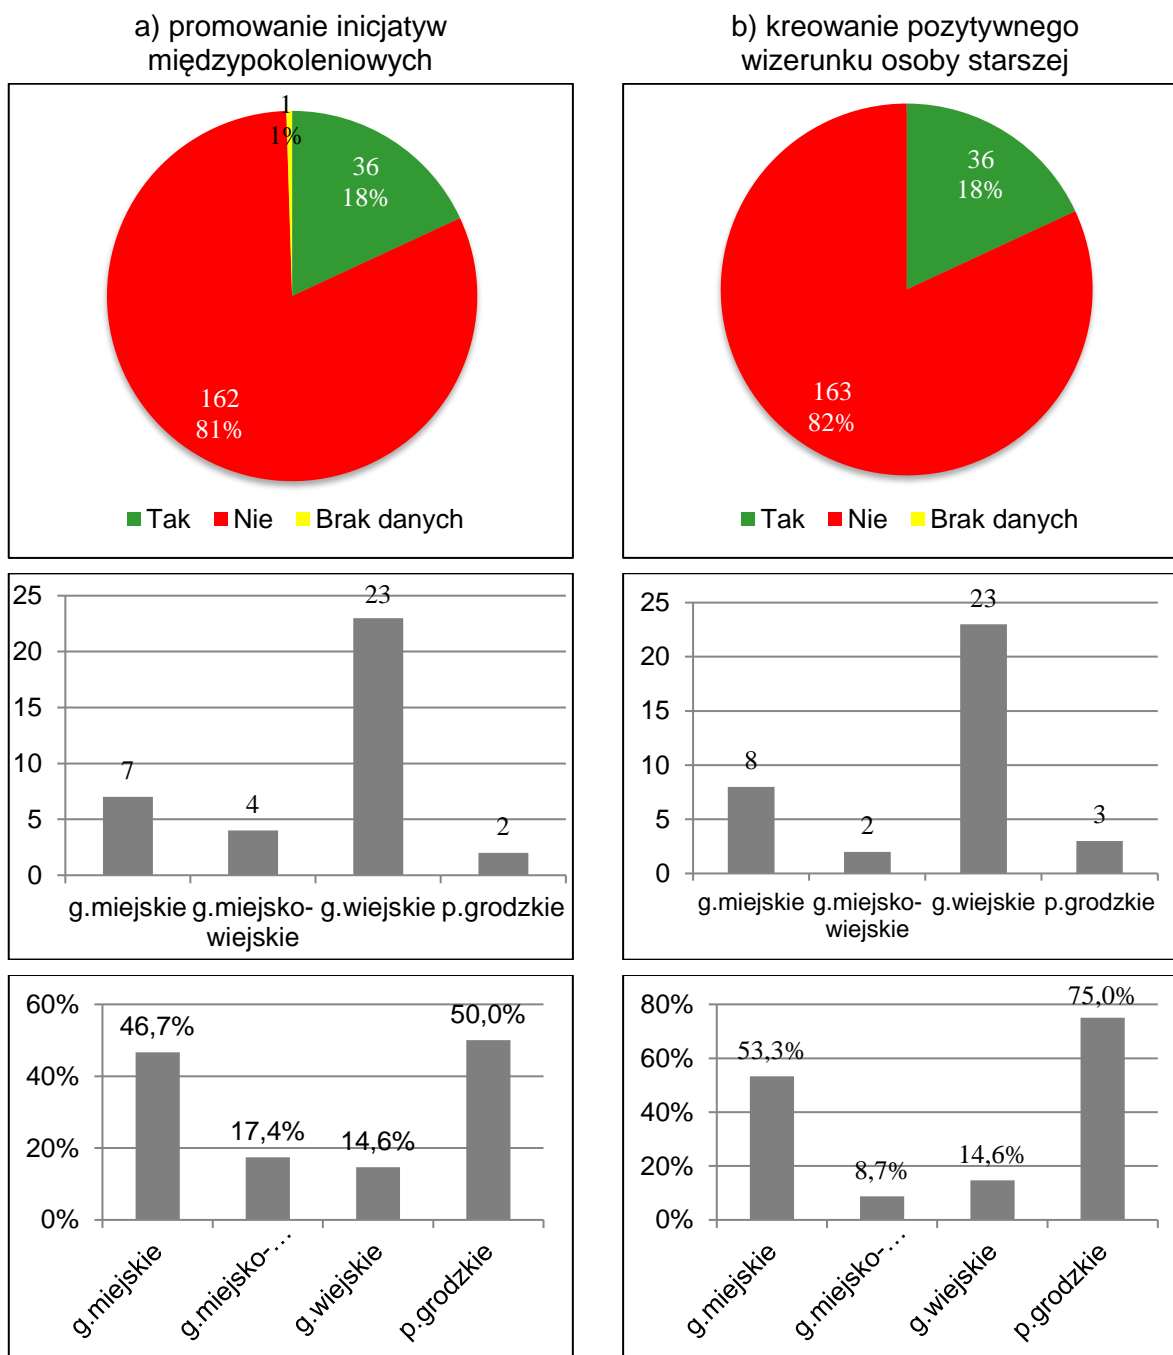 a) promowanie inicjatyw
międzypokoleniowych
1
1%
36
18%
162
81%
Tak Nie Brak danych
25
20
15
10
5
0
7
4
23
2
g.miejskie g.miejsko- g.wiejskie p.grodzkie
wiejskie
60%
40%
20%
0%
46,7%
17,4%
14,6%
50,0%
g.miejskie
g.miejsko-...
g.wiejskie
p.grodzkie
b) kreowanie pozytywnego
wizerunku osoby starszej
36
18%
163
82%
Tak Nie Brak danych
25
20
15
10
5
0
8
2
23
3
g.miejskie g.miejsko- g.wiejskie p.grodzkie
wiejskie
80%
60%
40%
20%
0%
53,3%
8,7%
14,6%
75,0%
g.miejskie
g.miejsko-...
g.wiejskie
p.grodzkie